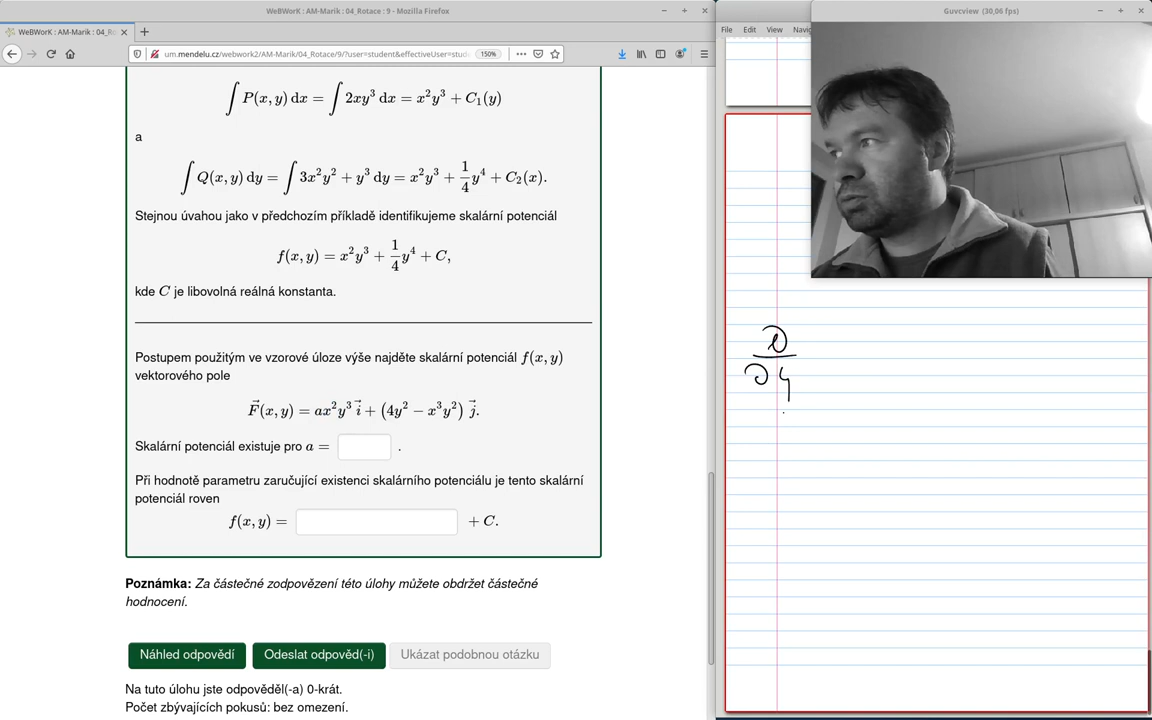 WeBWorK : AM-Marik : 04_Rotace : 9 - Mozilla Firefox
WeBWorK : AM-Marik : 04_Ro
um.mendelu.cz/webwork2/AM-Marik/04_Rotace/9/?user=student&effectiveUser=stud
150%
∫ P(x, y) dx = ∫ 2xy³ dx = x²y³ + C₁(y)
a
∫ Q(x, y) dy = ∫ 3x²y² + y³ dy = x²y³ + 1/4 y⁴ + C₂(x).
Stejnou úvahou jako v předchozím příkladě identifikujeme skalární potenciál
f(x, y) = x²y³ + 1/4 y⁴ + C,
kde C je libovolná reálná konstanta.
Postupem použitým ve vzorové úloze výše najděte skalární potenciál f(x, y)
vektorového pole
F⃗(x, y) = ax²y³ i⃗ + (4y² − x³y²) j⃗.
Skalární potenciál existuje pro a = .
Při hodnotě parametru zaručující existenci skalárního potenciálu je tento skalární
potenciál roven
f(x, y) = + C.
Poznámka: Za částečné zodpovězení této úlohy můžete obdržet částečné
hodnocení.
Náhled odpovědí
Odeslat odpověd(-i)
Ukázat podobnou otázku
Na tuto úlohu jste odpověděl(-a) 0-krát.
Počet zbývajících pokusů: bez omezení.
File Edit View Navig
Guvcview (30,06 fps)
∂
∂y